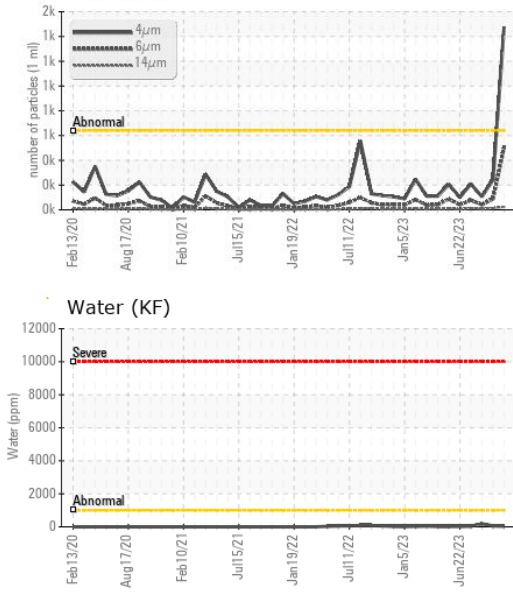 2k
1k
1k
1k
1k
0k
0k
0k
number of particles (1 ml)
4µm
6µm
14µm
Abnormal
Feb13/20
Aug17/20
Feb10/21
Jul15/21
Jan19/22
Jul11/22
Jan5/23
Jun22/23
Water (KF)
12000
10000
8000
6000
4000
2000
0
Water (ppm)
Severe
Abnormal
Feb13/20
Aug17/20
Feb10/21
Jul15/21
Jan19/22
Jul11/22
Jan5/23
Jun22/23